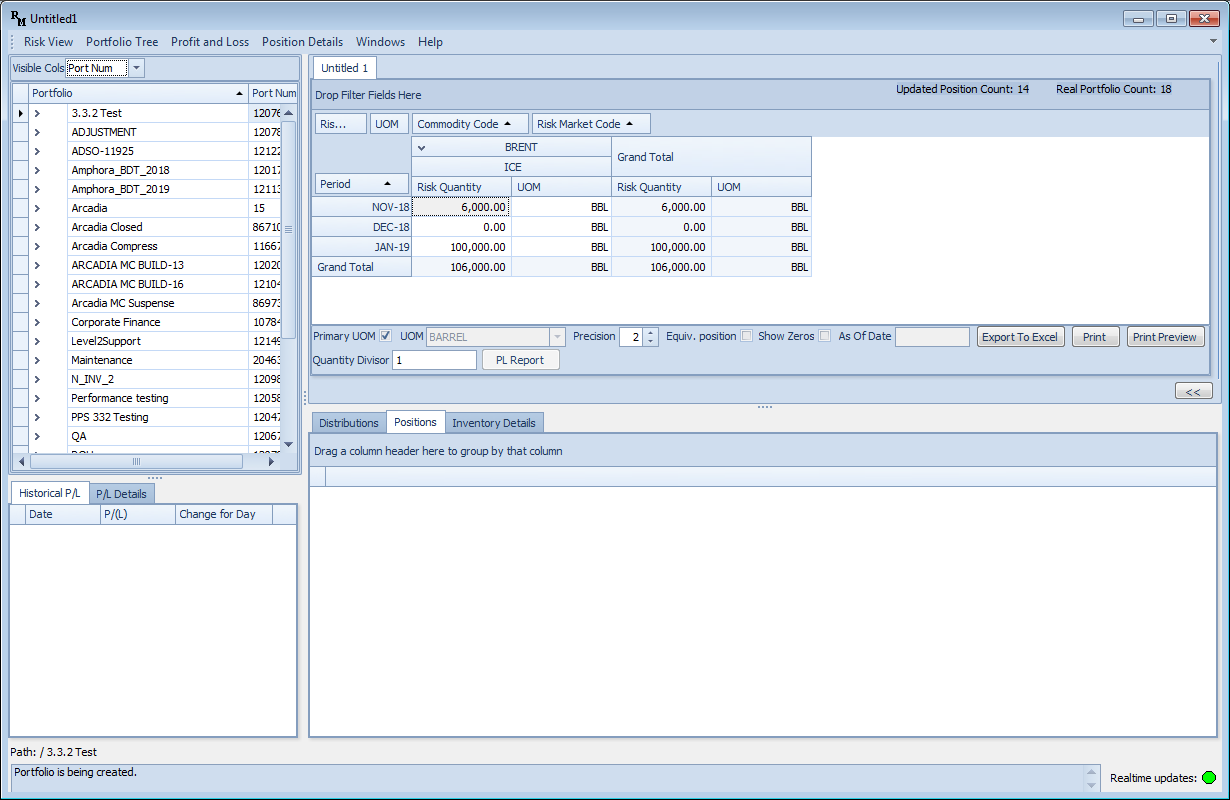 RM Untitled1
Risk View Portfolio Tree Profit and Loss Position Details Windows Help
Visible Cols Port Num
Portfolio Port Num
3.3.2 Test 12076
ADJUSTMENT 12078
ADSO-11925 12122
Amphora_BDT_2018 12017
Amphora_BDT_2019 12113
Arcadia 15
Arcadia Closed 86710
Arcadia Compress 11667
ARCADIA MC BUILD-13 12020
ARCADIA MC BUILD-16 12104
Arcadia MC Suspense 86973
Corporate Finance 10784
Level2Support 12149
Maintenance 20463
N_INV_2 12098
Performance testing 12058
PPS 332 Testing 12047
QA 12067
Historical P/L P/L Details
Date P/(L) Change for Day
Untitled 1
Drop Filter Fields Here Updated Position Count: 14 Real Portfolio Count: 18
Ris... UOM Commodity Code Risk Market Code
BRENT Grand Total
ICE
Period Risk Quantity UOM Risk Quantity UOM
NOV-18 6,000.00 BBL 6,000.00 BBL
DEC-18 0.00 BBL 0.00 BBL
JAN-19 100,000.00 BBL 100,000.00 BBL
Grand Total 106,000.00 BBL 106,000.00 BBL
Primary UOM UOM BARREL Precision 2 Equiv. position Show Zeros As Of Date Export To Excel Print Print Preview
Quantity Divisor 1 PL Report
<<
Distributions Positions Inventory Details
Drag a column header here to group by that column
Path: / 3.3.2 Test
Portfolio is being created.
Realtime updates: